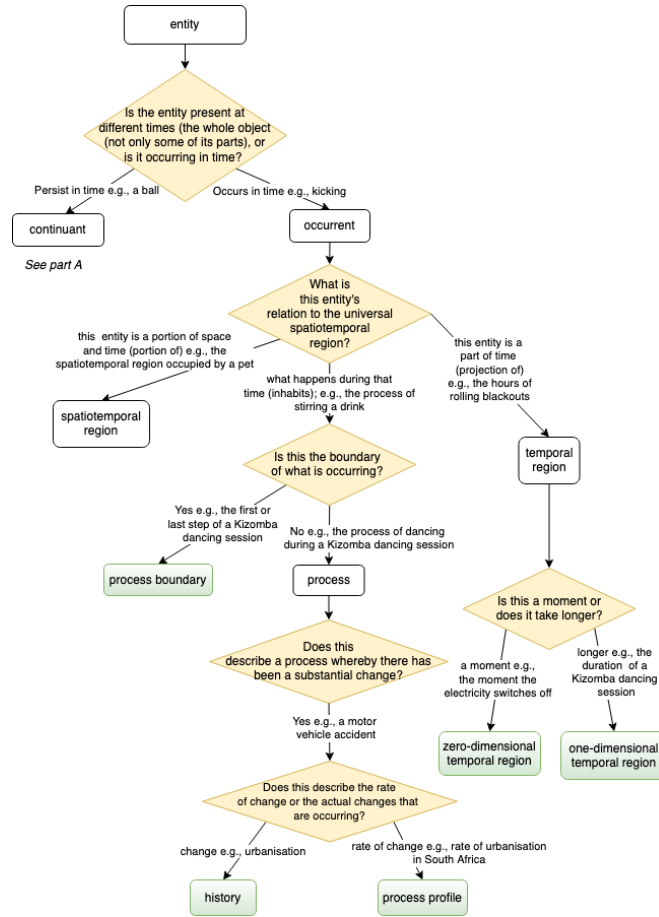 entity
Is the entity present at
different times (the whole object
(not only some of its parts), or
is it occurring in time?
Persist in time e.g., a ball
Occurs in time e.g., kicking
continuant
occurrent
See part A
What is
this entity's
relation to the universal
spatiotemporal
region?
this entity is a portion of space
and time (portion of) e.g., the
spatiotemporal region occupied by a pet
what happens during that
time (inhabits); e.g., the process of
stirring a drink
this entity is a
part of time
(projection of)
e.g., the hours of
rolling blackouts
spatiotemporal
region
Is this the boundary
of what is occurring?
temporal
region
Yes e.g., the first or
last step of a Kizomba
dancing session
No e.g., the process of dancing
during a Kizomba dancing session
process boundary
process
Is this a moment or
does it take longer?
Does this
describe a process whereby there has
been a substantial change?
a moment e.g.,
the moment the
electricity switches off
longer e.g., the
duration of a
Kizomba dancing
session
Yes e.g., a motor
vehicle accident
zero-dimensional
temporal region
one-dimensional
temporal region
Does this describe the rate
of change or the actual changes that
are occurring?
change e.g., urbanisation
rate of change e.g., rate of urbanisation
in South Africa
history
process profile